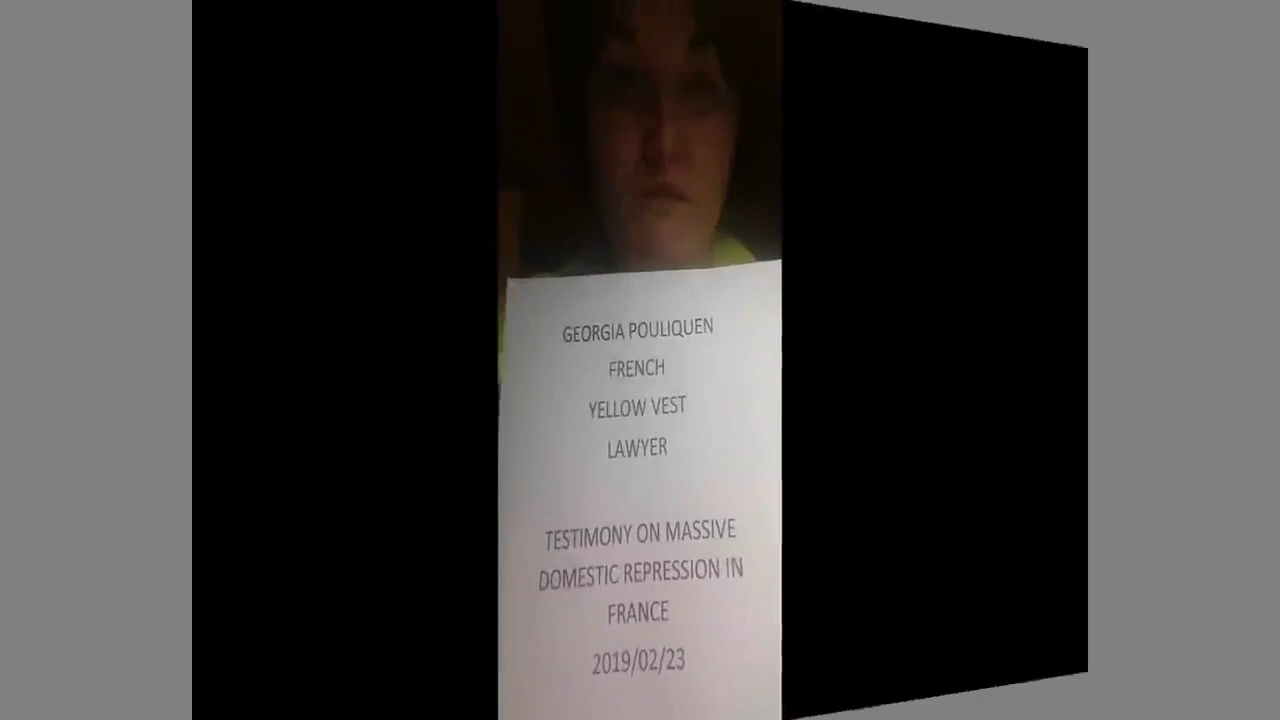 GEORGIA POULIQUEN
FRENCH
YELLOW VEST
LAWYER
TESTIMONY ON MASSIVE
DOMESTIC REPRESSION IN
FRANCE
2019/02/23